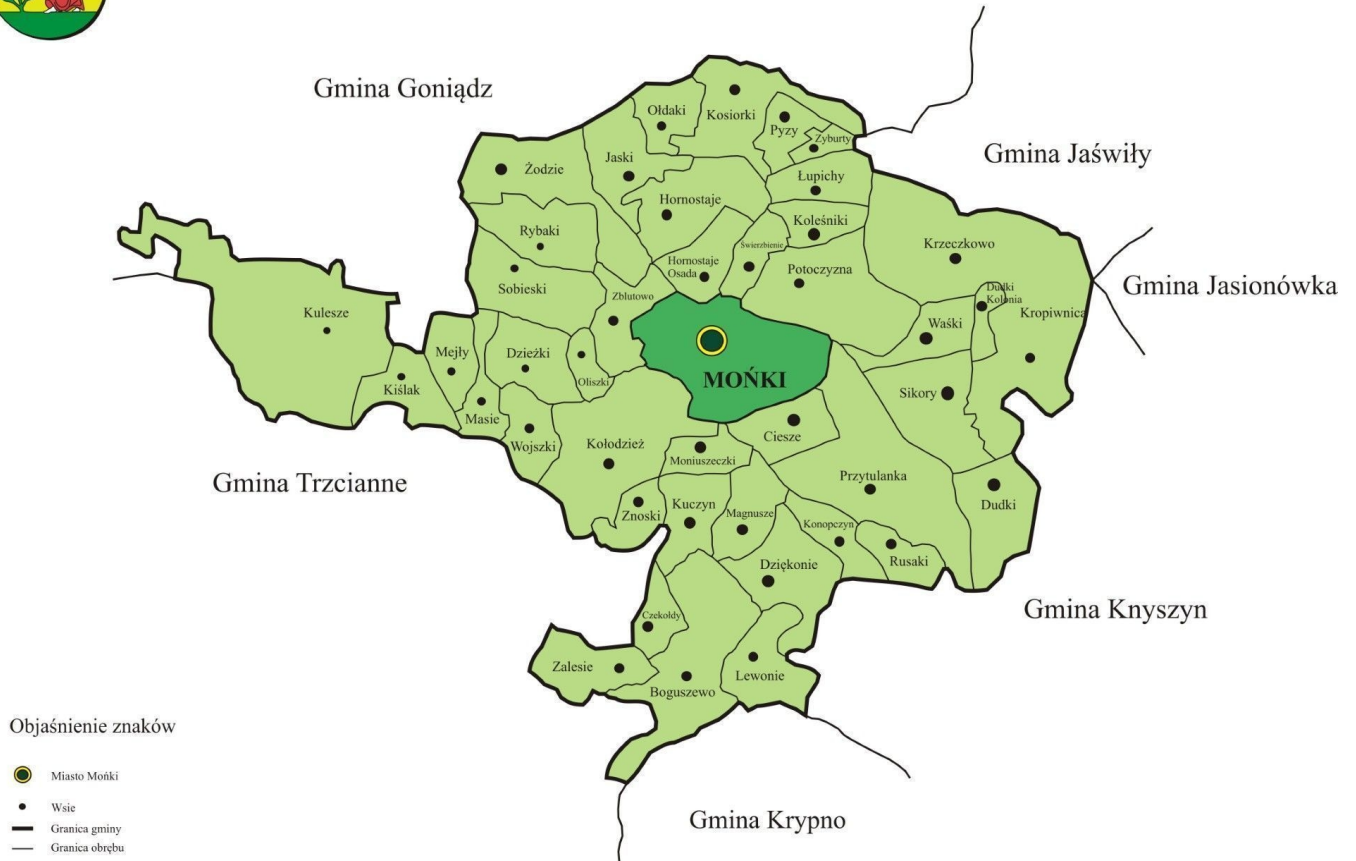 Gmina Goniądz
Gmina Jaświły
Gmina Jasionówka
Gmina Trzcianne
Gmina Knyszyn
Gmina Krypno
Ołdaki
Kosiorki
Pyzy
Zyburty
Jaski
Żodzie
Łupichy
Hornostaje
Koleśniki
Rybaki
Świerzbienie
Krzeczkowo
Hornostaje
Osada
Potoczyzna
Sobieski
Zblutowo
Dudki
Kolonia
Kropiwnica
Kulesze
Waśki
Mejły
Dzieżki
Oliszki
MOŃKI
Kiślak
Sikory
Masie
Wojszki
Kołodzież
Ciesze
Moniuszeczki
Przytulanka
Dudki
Znoski
Kuczyn
Magnusze
Konopczyn
Rusaki
Dziękonie
Czekołdy
Zalesie
Boguszewo
Lewonie
Objaśnienie znaków
Miasto Mońki
Wsie
Granica gminy
Granica obrębu